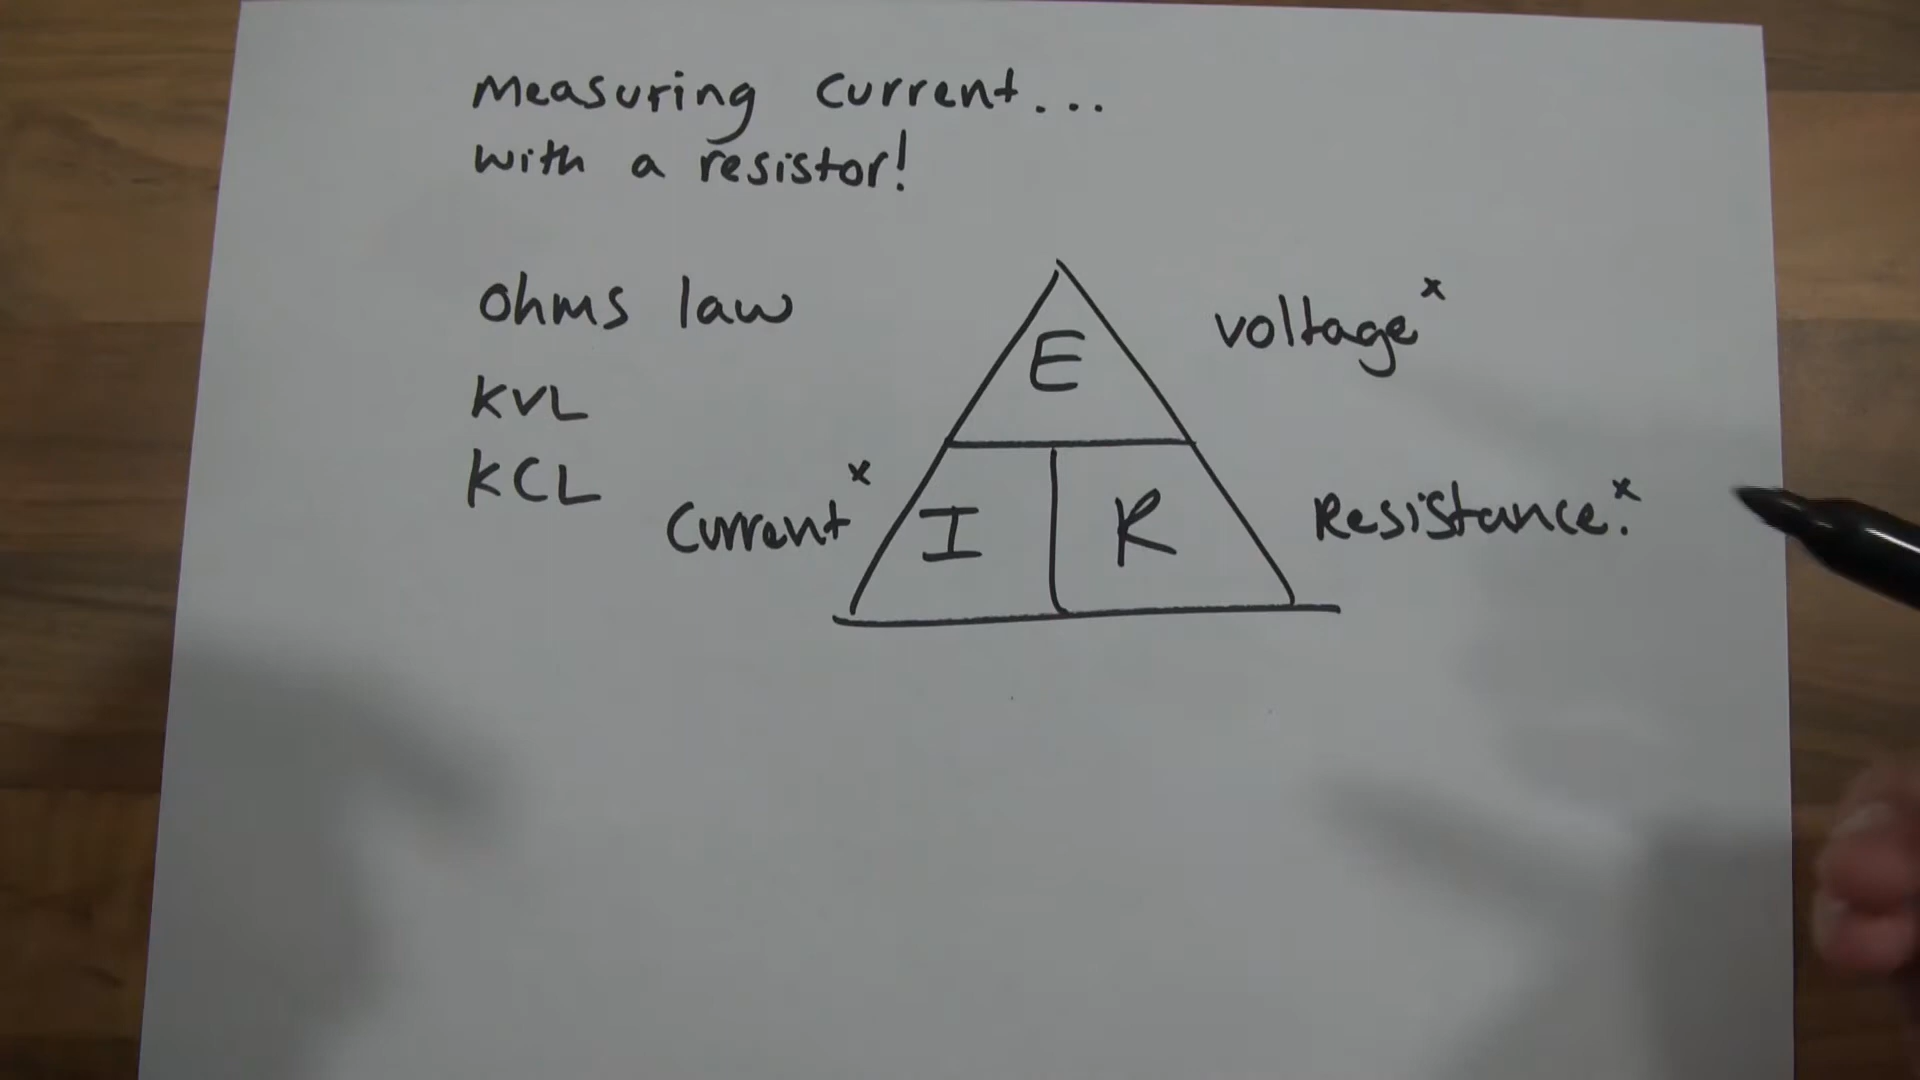 Measuring Current...
with a resistor!
Ohms law
KVL
KCL
E
voltage x
Current x
I
R
Resistance. x